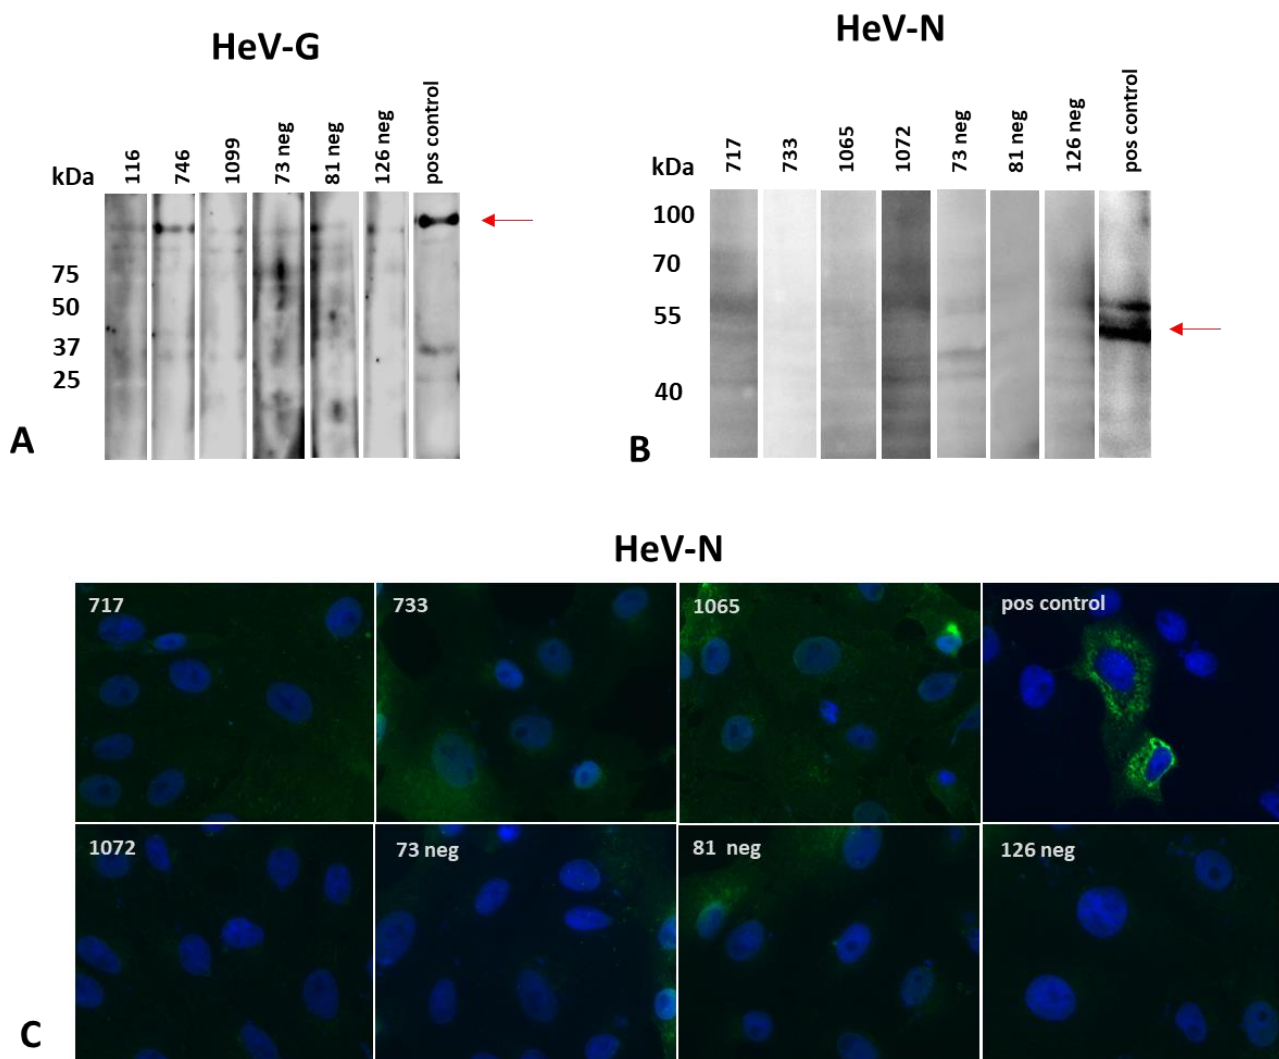 HeV-G
kDa
116
746
1099
73 neg
81 neg
126 neg
pos control
75
50
37
25
A
HeV-N
kDa
717
733
1065
1072
73 neg
81 neg
126 neg
pos control
100
70
55
40
B
HeV-N
717
733
1065
pos control
1072
73 neg
81 neg
126 neg
C